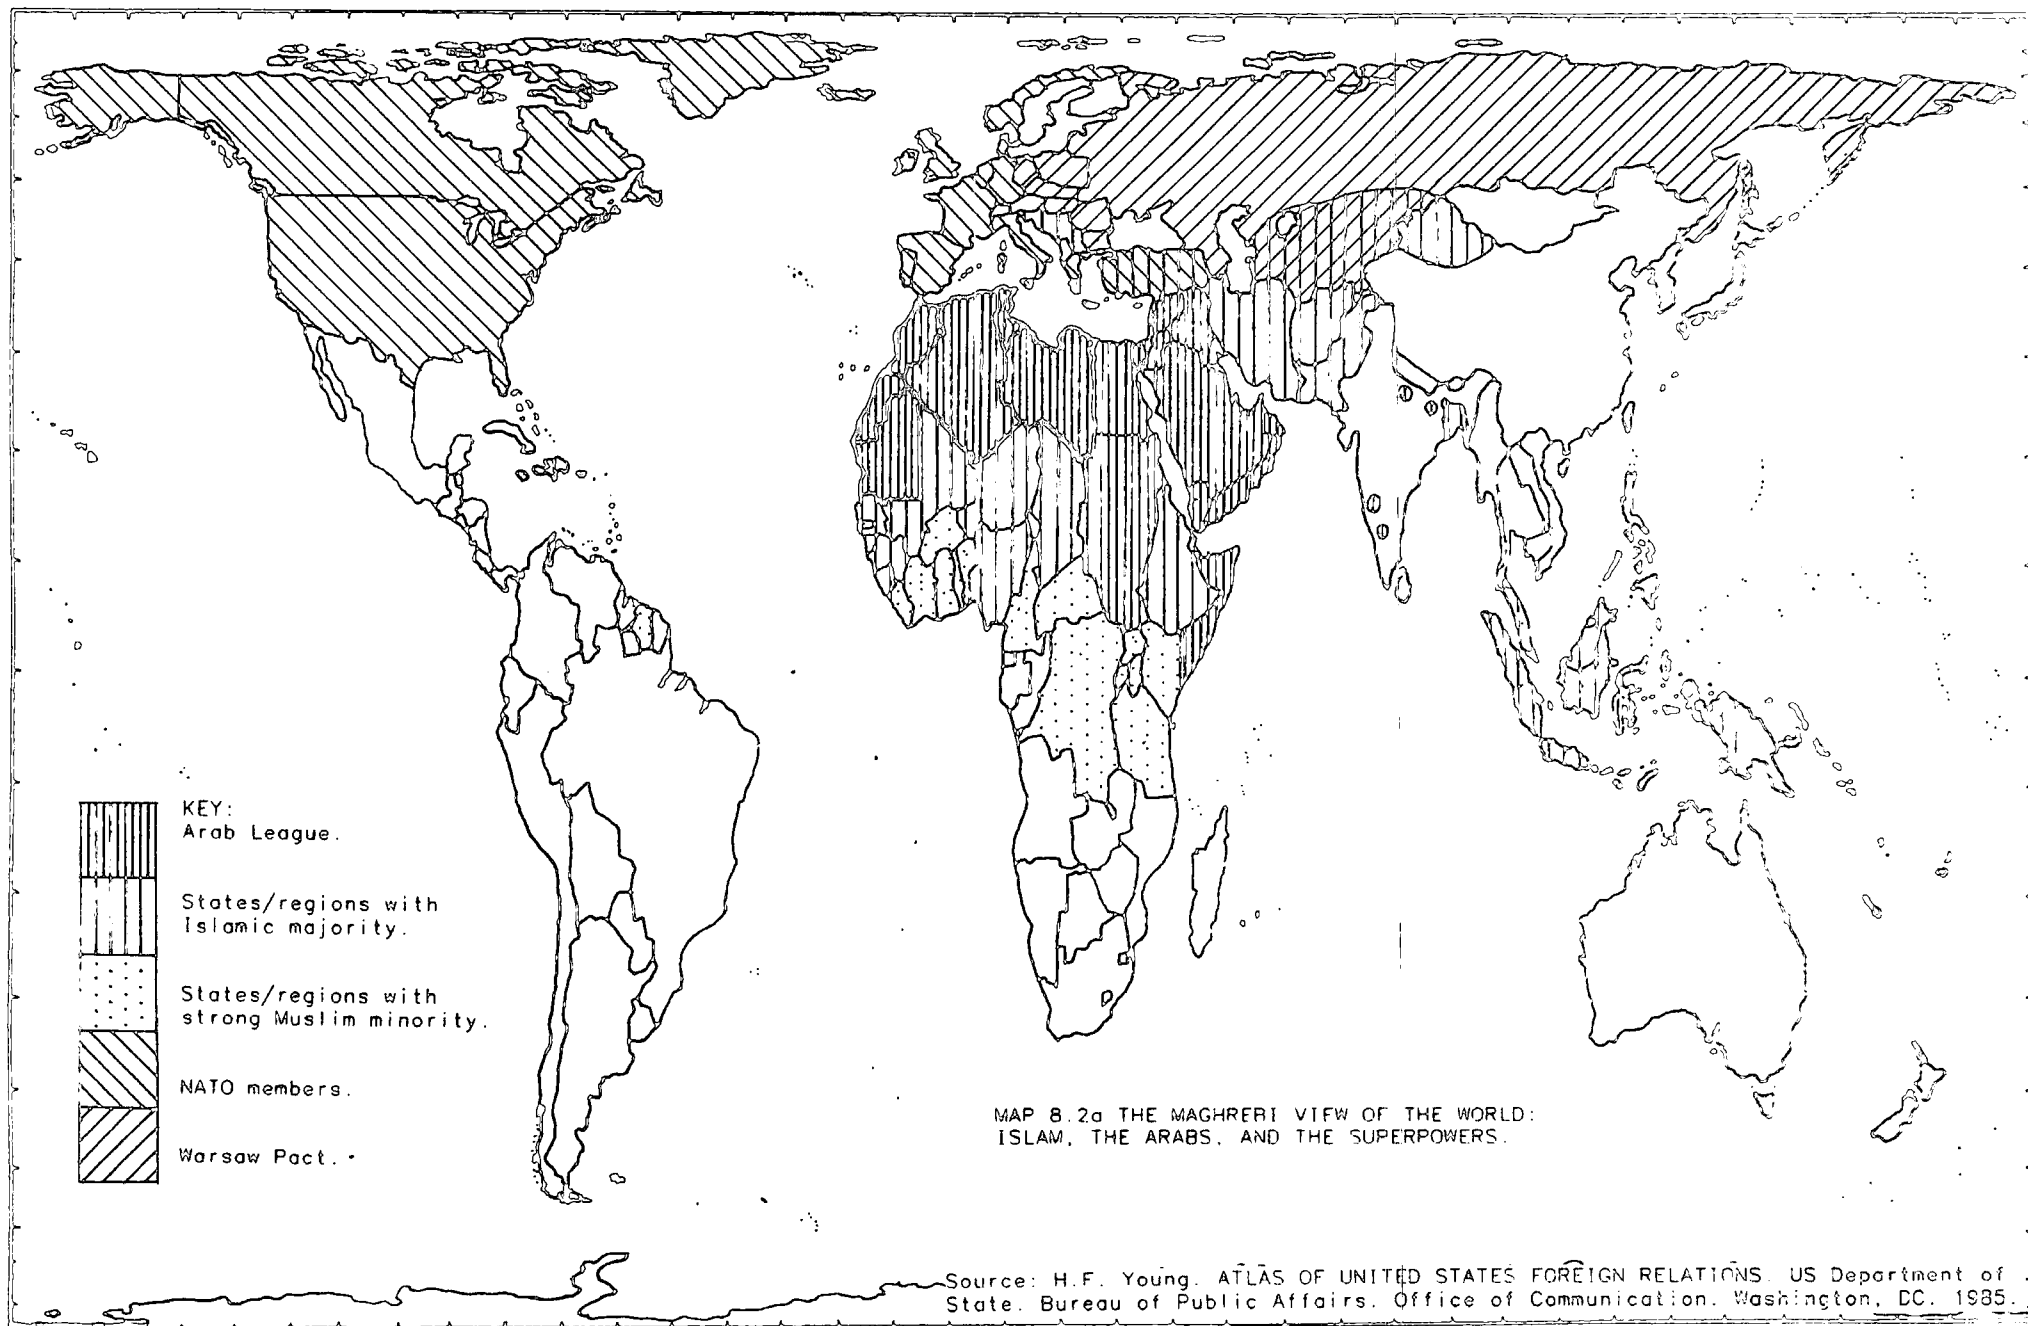 KEY:
Arab League.
States/regions with
Islamic majority.
States/regions with
strong Muslim minority.
NATO members.
Warsaw Pact.
MAP 8.2a THE MAGHREBI VIEW OF THE WORLD:
ISLAM, THE ARABS, AND THE SUPERPOWERS.
Source: H.F. Young. ATLAS OF UNITED STATES FOREIGN RELATIONS. US Department of
State. Bureau of Public Affairs. Office of Communication. Washington, DC. 1985.